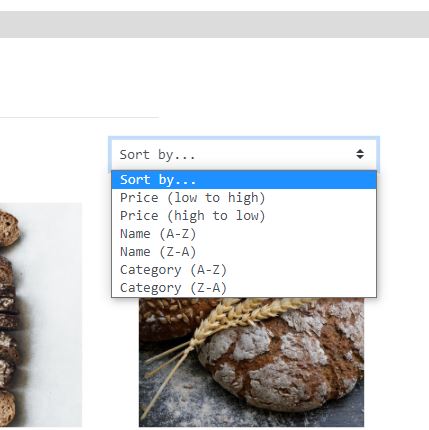 Sort by...
Sort by...
Price (low to high)
Price (high to low)
Name (A-Z)
Name (Z-A)
Category (A-Z)
Category (Z-A)